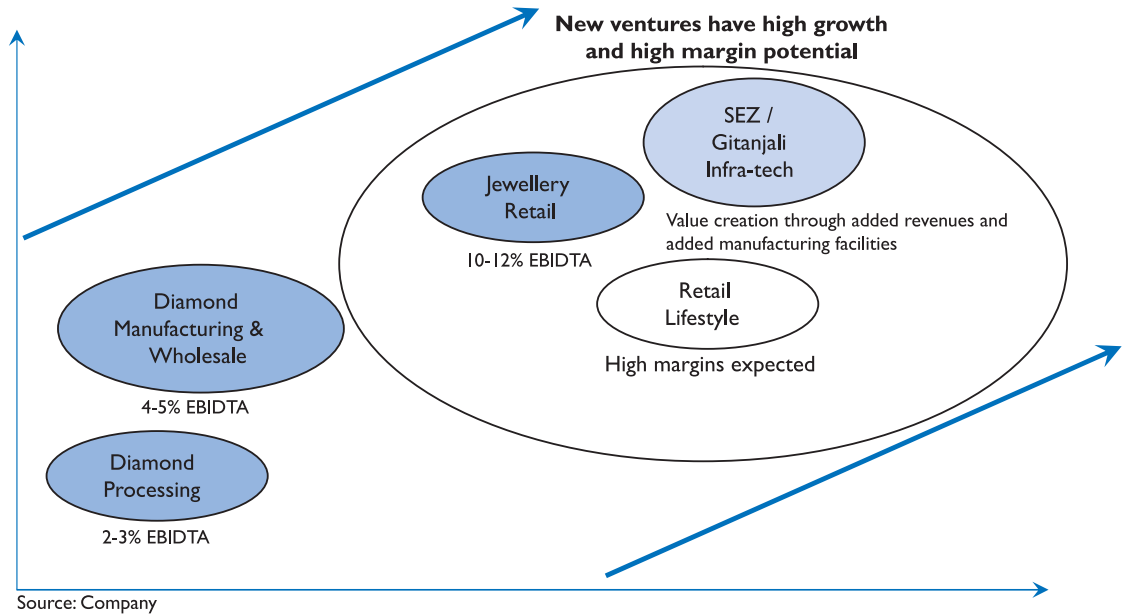 New ventures have high growth
and high margin potential
SEZ /
Gitanjali
Infra-tech
Jewellery
Retail
Value creation through added revenues and
added manufacturing facilities
10-12% EBIDTA
Retail
Lifestyle
High margins expected
Diamond
Manufacturing &
Wholesale
4-5% EBIDTA
Diamond
Processing
2-3% EBIDTA
Source: Company